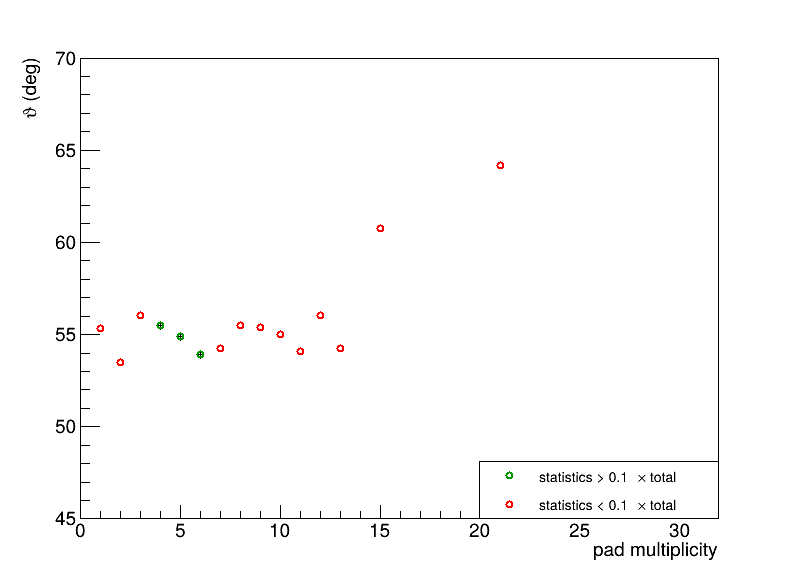 ϑ (deg)
70
65
60
55
50
45
0 5 10 15 20 25 30
pad multiplicity
statistics > 0.1 × total
statistics < 0.1 × total